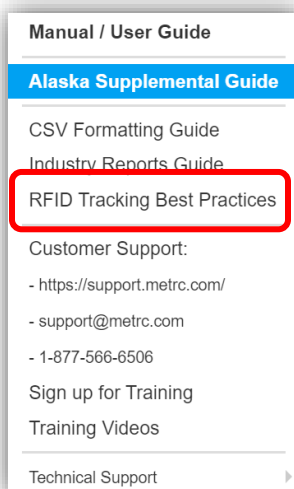 Manual / User Guide
Alaska Supplemental Guide
CSV Formatting Guide
Industry Reports Guide
RFID Tracking Best Practices
Customer Support:
- https://support.metrc.com/
- support@metrc.com
- 1-877-566-6506
Sign up for Training
Training Videos
Technical Support